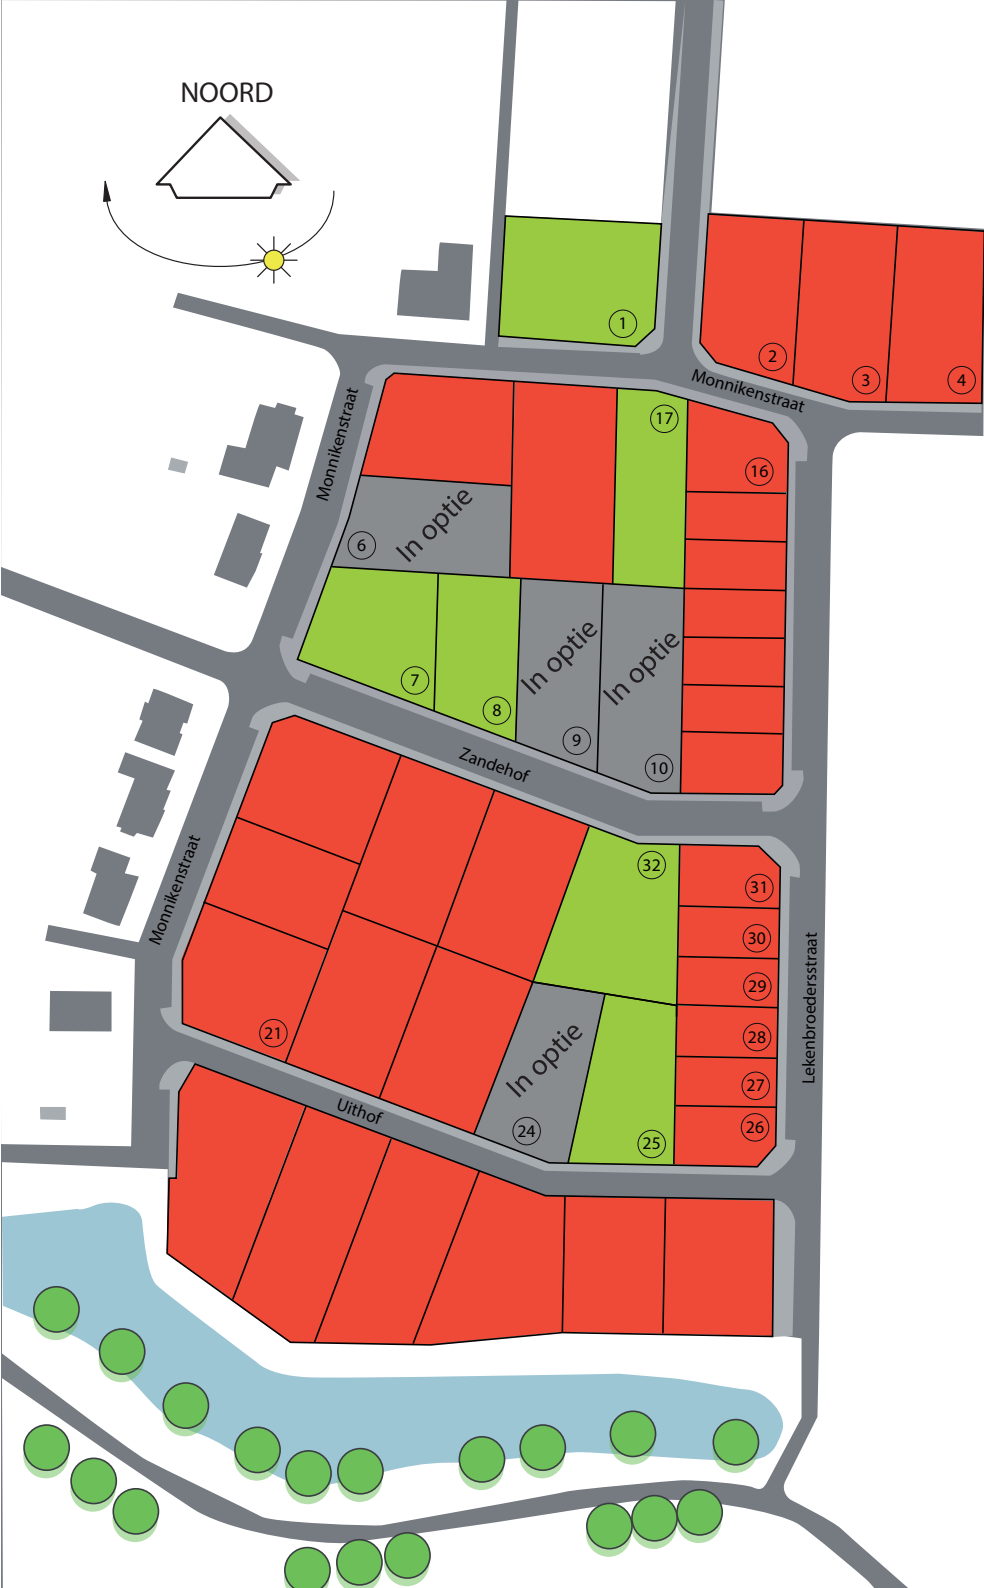 NOORD
1
2
3
4
Monnikenstraat
Monnikenstraat
17
16
In optie
6
In optie
In optie
7
8
9
10
Zandehof
Monnikenstraat
32
31
30
29
28
27
26
Lekenbroedersstraat
21
In optie
24
25
Uithof